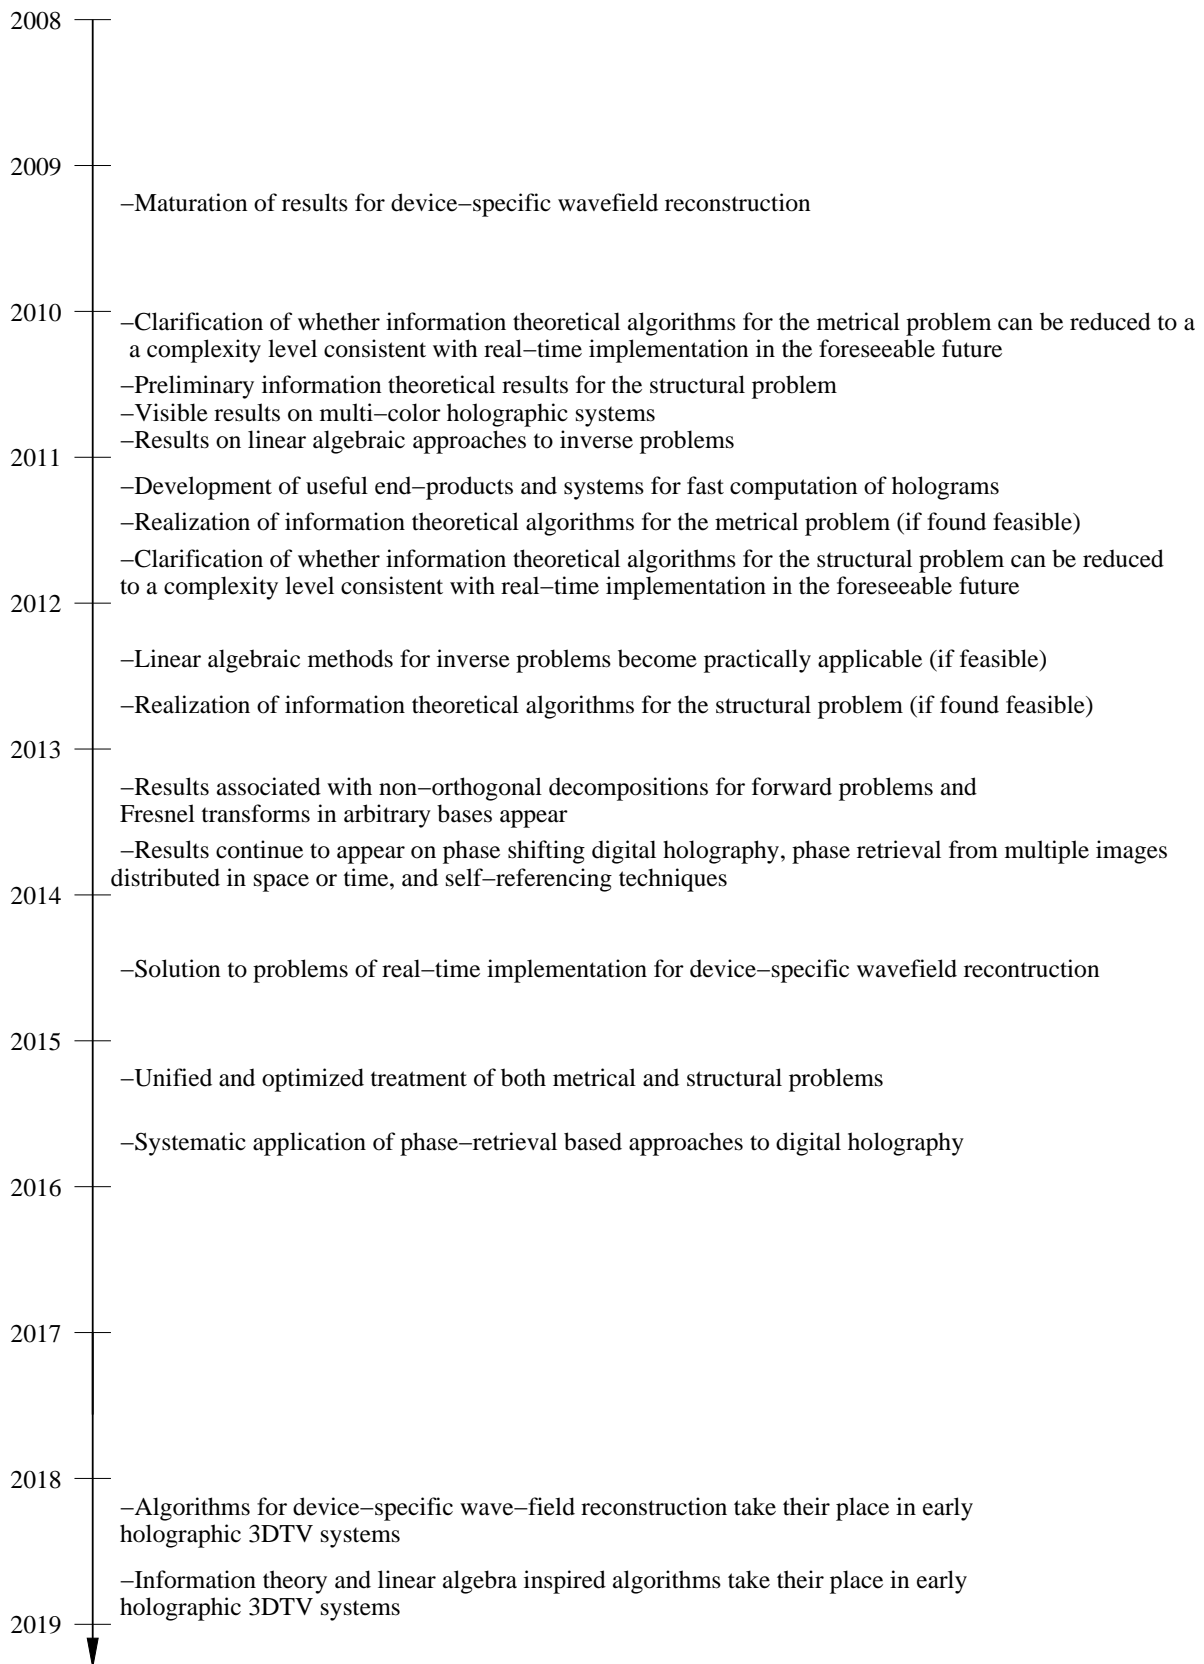 2008
2009
−Maturation of results for device−specific wavefield reconstruction
2010
−Clarification of whether information theoretical algorithms for the metrical problem can be reduced to a
a complexity level consistent with real−time implementation in the foreseeable future
−Preliminary information theoretical results for the structural problem
−Visible results on multi−color holographic systems
−Results on linear algebraic approaches to inverse problems
2011
−Development of useful end−products and systems for fast computation of holograms
−Realization of information theoretical algorithms for the metrical problem (if found feasible)
−Clarification of whether information theoretical algorithms for the structural problem can be reduced
to a complexity level consistent with real−time implementation in the foreseeable future
2012
−Linear algebraic methods for inverse problems become practically applicable (if feasible)
−Realization of information theoretical algorithms for the structural problem (if found feasible)
2013
−Results associated with non−orthogonal decompositions for forward problems and
Fresnel transforms in arbitrary bases appear
−Results continue to appear on phase shifting digital holography, phase retrieval from multiple images
distributed in space or time, and self−referencing techniques
2014
−Solution to problems of real−time implementation for device−specific wavefield recontruction
2015
−Unified and optimized treatment of both metrical and structural problems
−Systematic application of phase−retrieval based approaches to digital holography
2016
2017
2018
−Algorithms for device−specific wave−field reconstruction take their place in early
holographic 3DTV systems
−Information theory and linear algebra inspired algorithms take their place in early
holographic 3DTV systems
2019